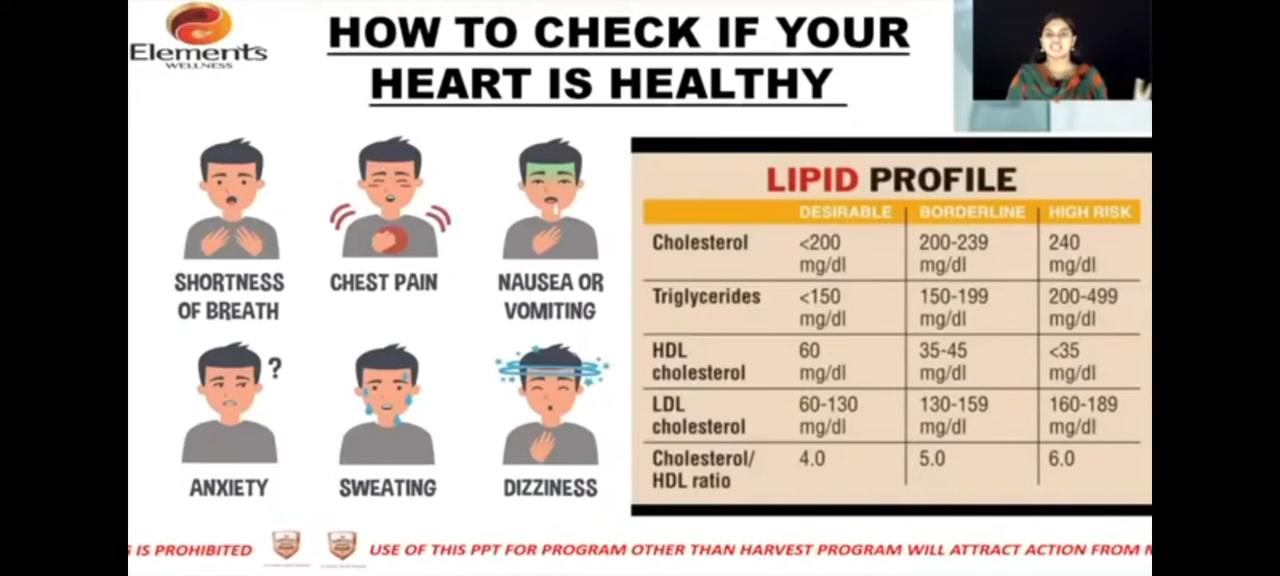 Elements
WELLNESS
HOW TO CHECK IF YOUR
HEART IS HEALTHY
SHORTNESS
OF BREATH
CHEST PAIN
NAUSEA OR
VOMITING
?
ANXIETY
SWEATING
DIZZINESS
LIPID PROFILE
DESIRABLE BORDERLINE HIGH RISK
Cholesterol <200 200-239 240
mg/dl mg/dl mg/dl
Triglycerides <150 150-199 200-499
mg/dl mg/dl mg/dl
HDL 60 35-45 <35
cholesterol mg/dl mg/dl mg/dl
LDL 60-130 130-159 160-189
cholesterol mg/dl mg/dl mg/dl
Cholesterol/ 4.0 5.0 6.0
HDL ratio
IS PROHIBITED USE OF THIS PPT FOR PROGRAM OTHER THAN HARVEST PROGRAM WILL ATTRACT ACTION FROM